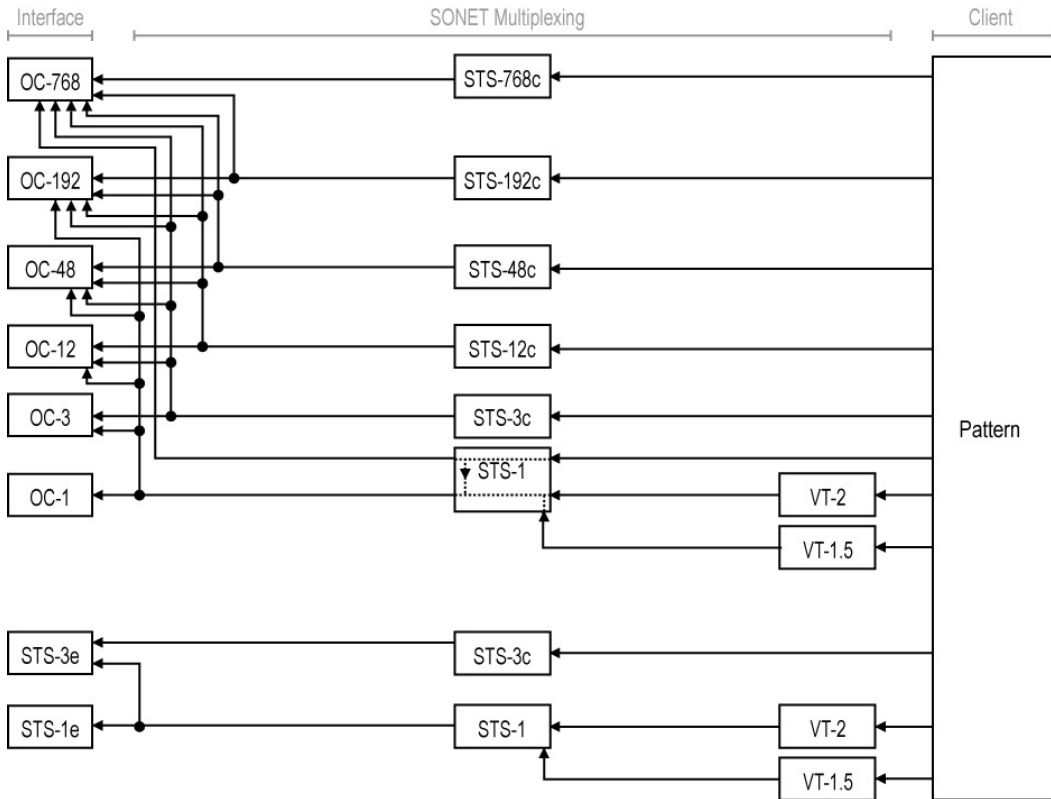 Interface
SONET Multiplexing
Client
OC-768
STS-768c
OC-192
STS-192c
OC-48
STS-48c
OC-12
STS-12c
OC-3
STS-3c
Pattern
STS-1
OC-1
VT-2
VT-1.5
STS-3e
STS-3c
STS-1e
STS-1
VT-2
VT-1.5